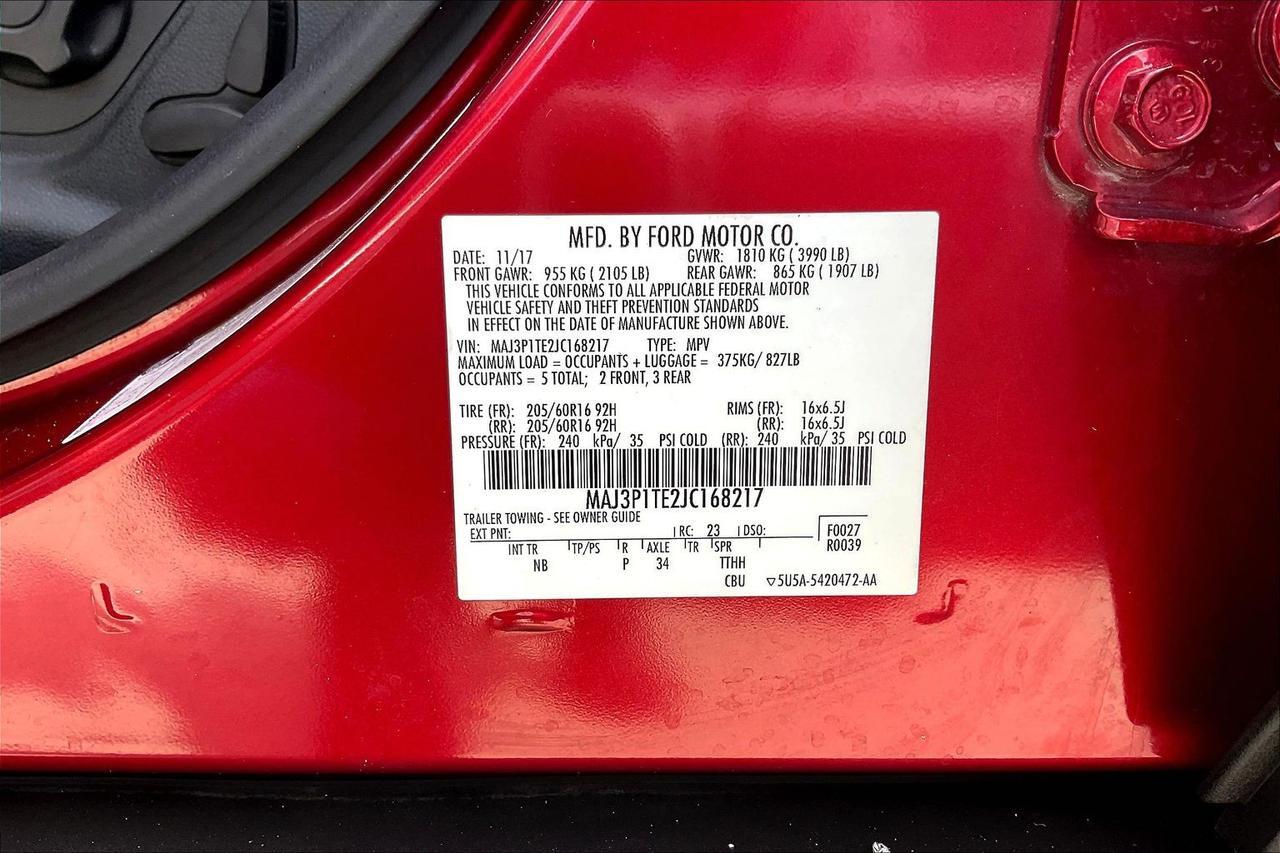 MFD. BY FORD MOTOR CO.
DATE: 11/17 GVWR: 1810 KG ( 3990 LB)
FRONT GAWR: 955 KG ( 2105 LB) REAR GAWR: 865 KG ( 1907 LB)
THIS VEHICLE CONFORMS TO ALL APPLICABLE FEDERAL MOTOR
VEHICLE SAFETY AND THEFT PREVENTION STANDARDS
IN EFFECT ON THE DATE OF MANUFACTURE SHOWN ABOVE.
VIN: MAJ3P1TE2JC168217 TYPE: MPV
MAXIMUM LOAD = OCCUPANTS + LUGGAGE = 375KG/ 827LB
OCCUPANTS = 5 TOTAL; 2 FRONT, 3 REAR
TIRE (FR): 205/60R16 92H RIMS (FR): 16x6.5J
(RR): 205/60R16 92H (RR): 16x6.5J
PRESSURE (FR): 240 kPa/ 35 PSI COLD (RR): 240 kPa/ 35 PSI COLD
MAJ3P1TE2JC168217
TRAILER TOWING - SEE OWNER GUIDE
EXT PNT: RC: 23 DSO: F0027
R0039
INT TR TP/PS R AXLE TR SPR
NB P 34 TTHH
CBU ▽5U5A-5420472-AA